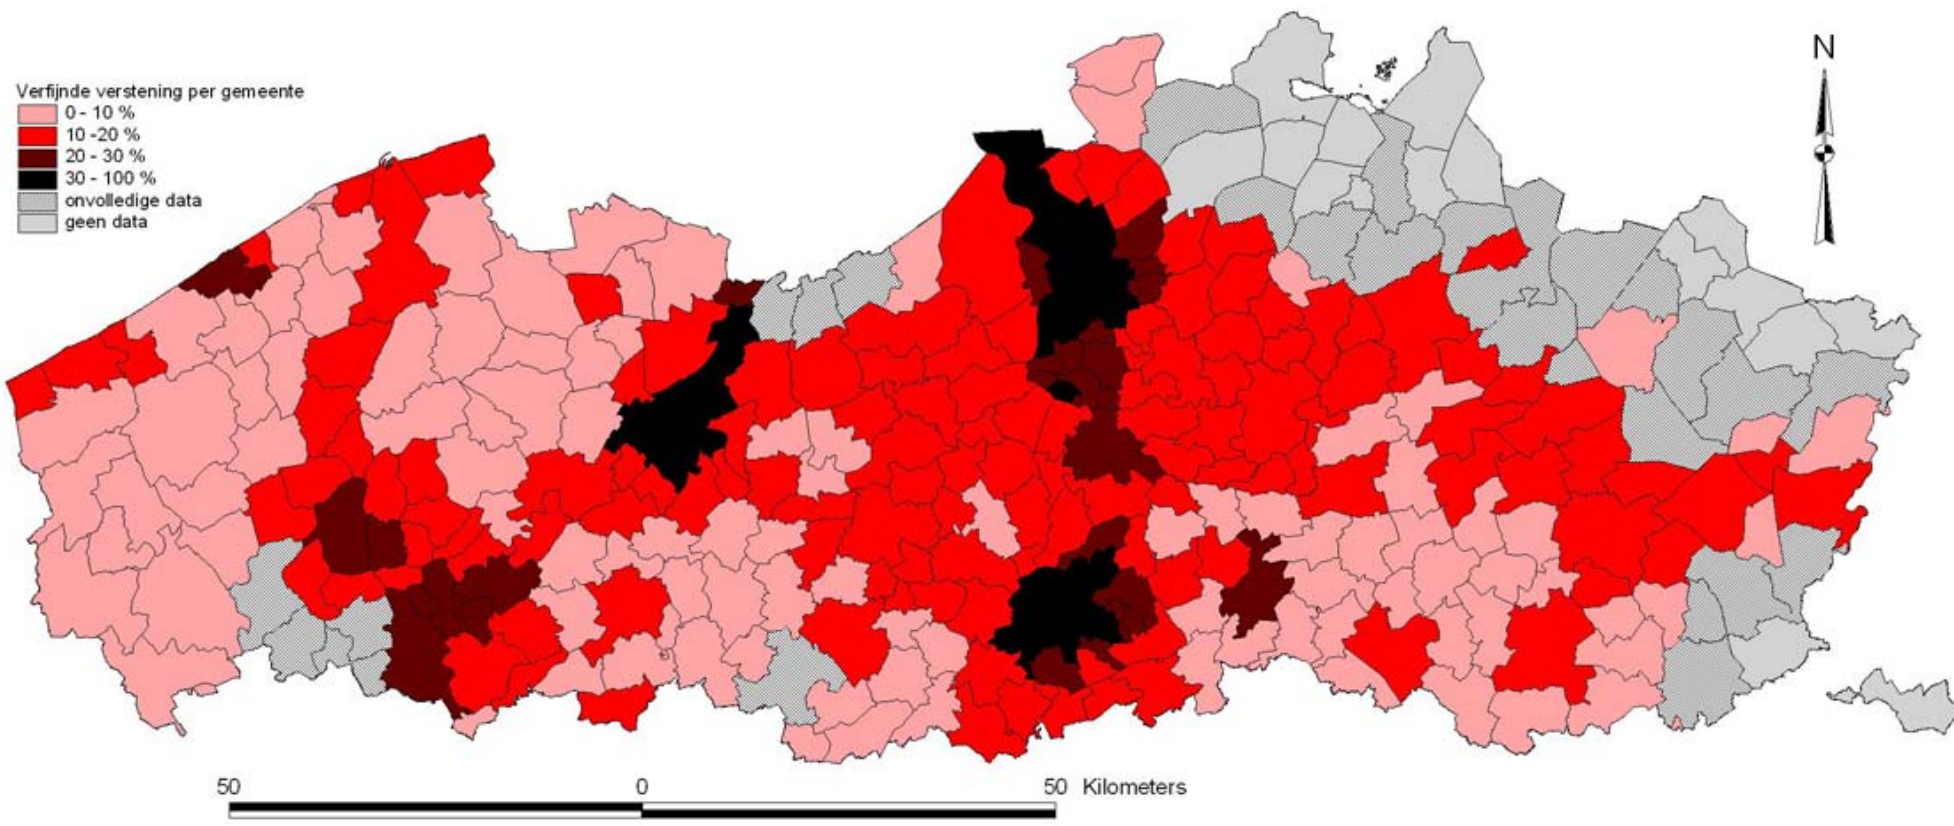 N
Verfijnde verstening per gemeente
0 - 10 %
10 -20 %
20 - 30 %
30 - 100 %
onvolledige data
geen data
50 0 50 Kilometers